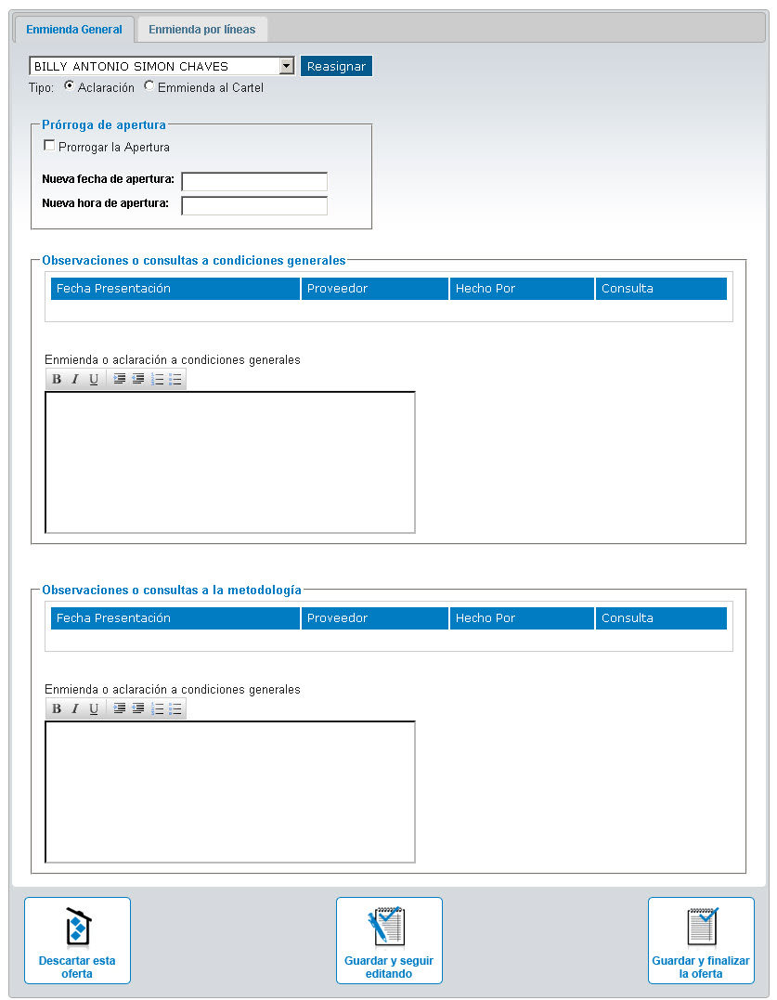 Enmienda General
Enmienda por líneas
BILLY ANTONIO SIMON CHAVES
Reasignar
Tipo: Aclaración Emmienda al Cartel
Prórroga de apertura
Prorrogar la Apertura
Nueva fecha de apertura:
Nueva hora de apertura:
Observaciones o consultas a condiciones generales
Fecha Presentación Proveedor Hecho Por Consulta
Enmienda o aclaración a condiciones generales
B I U
Observaciones o consultas a la metodología
Fecha Presentación Proveedor Hecho Por Consulta
Enmienda o aclaración a condiciones generales
B I U
Descartar esta
oferta
Guardar y seguir
editando
Guardar y finalizar
la oferta